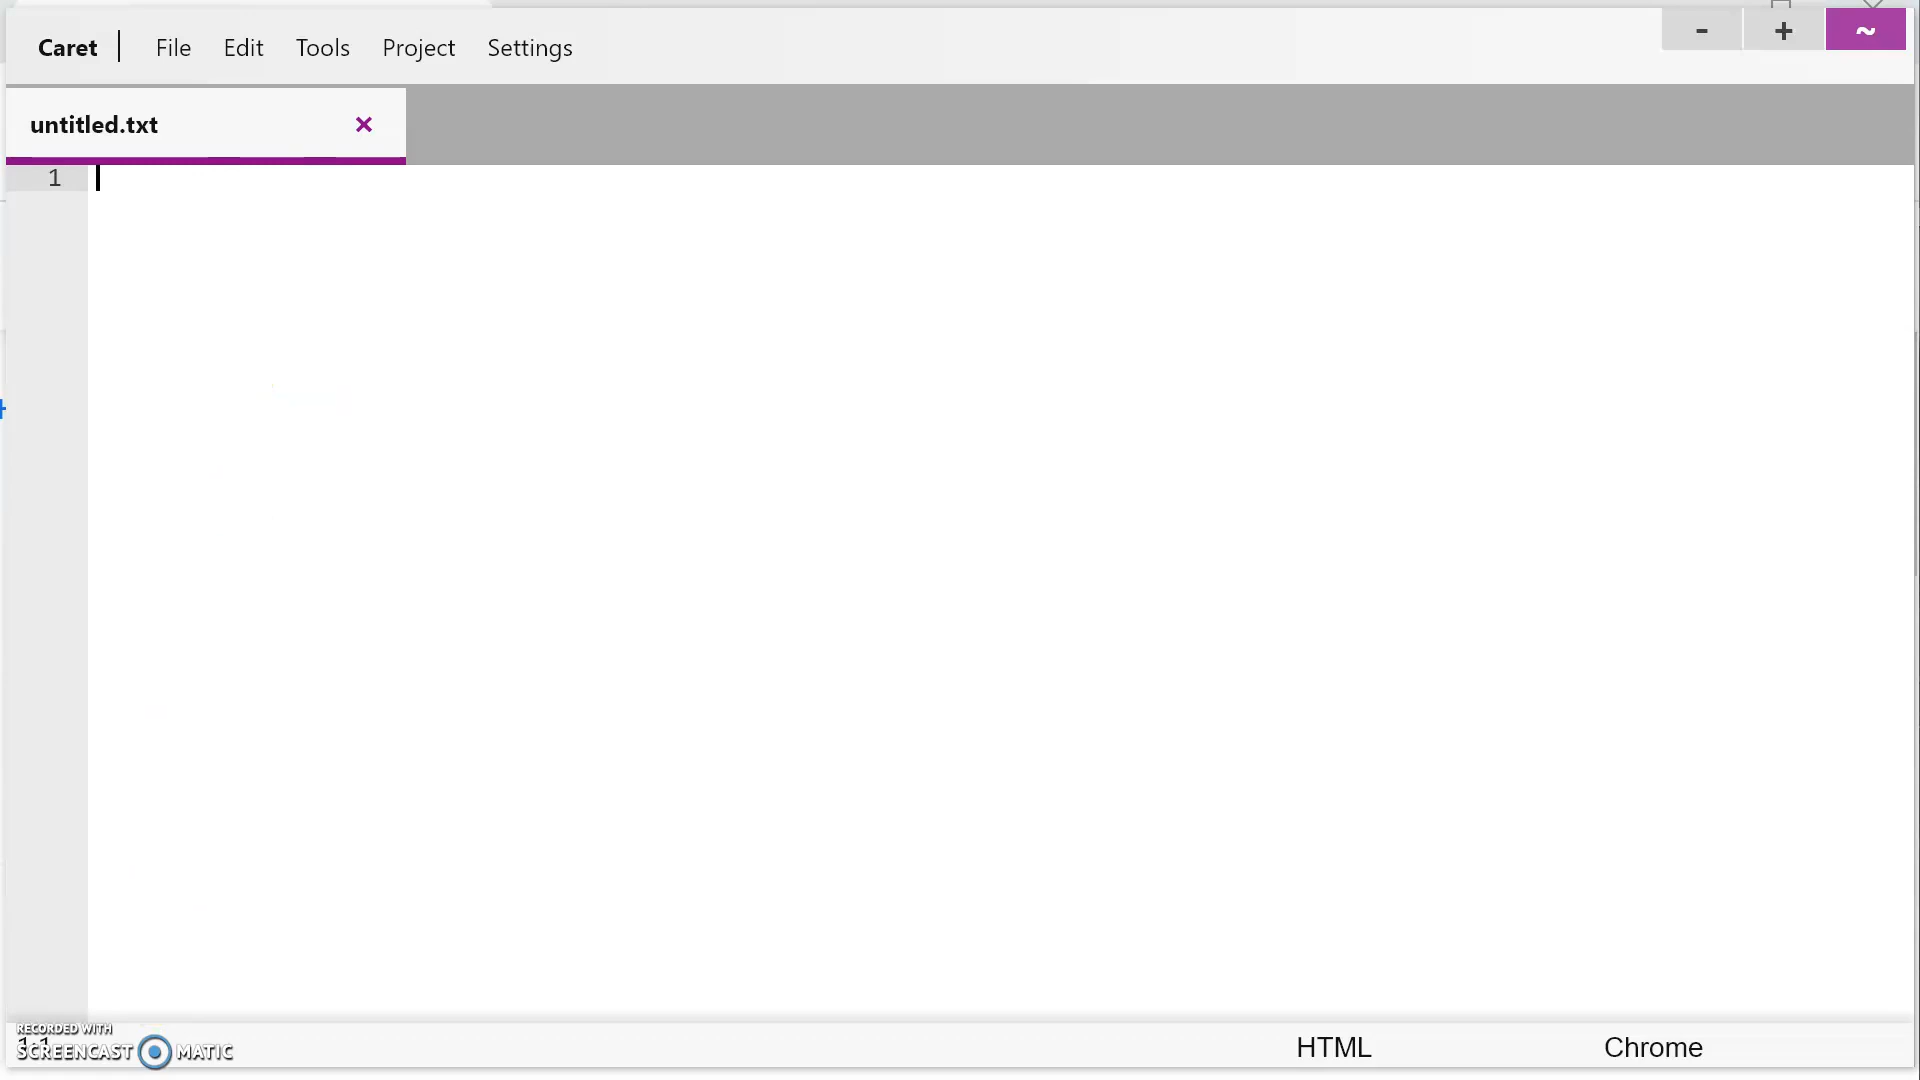 Caret File Edit Tools Project Settings - + ~
untitled.txt ×
1
RECORDED WITH
SCREENCAST MATIC
HTML Chrome